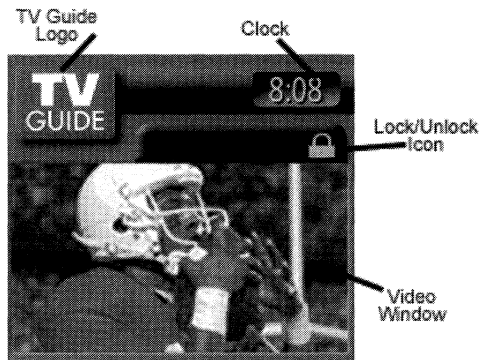 TV Guide
Logo
Clock
TV
GUIDE
8:08
Lock/Unlock
Icon
Video
Window